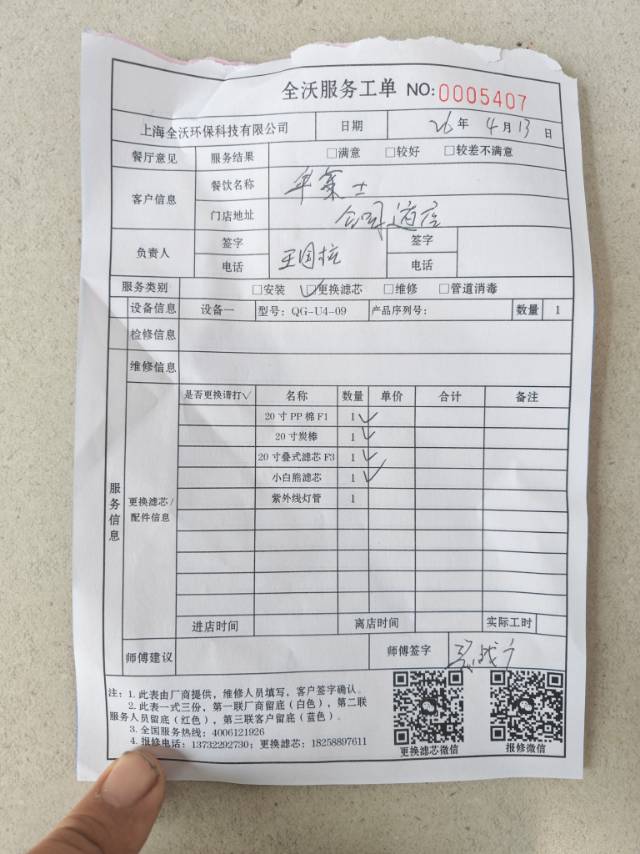 全沃服务工单 NO:0005407
上海全沃环保科技有限公司 日期 26年 4月13日
餐厅意见 服务结果 □满意 □较好 □较差不满意
客户信息 餐饮名称 华莱士
门店地址
负责人 签字 签字
电话 王国 电话
服务类别 □安装 ☑更换滤芯 □维修 □管道消毒
设备信息 设备一 型号：QG-U4-09 产品序列号： 数量 1
检修信息
维修信息
服务信息
更换滤芯/
配件信息
是否更换请打√ 名称 数量 单价 合计 备注
20寸PP棉F1 1 ✓
20寸炭棒 1 ✓
20寸叠式滤芯F3 1 ✓
小白熊滤芯 1 ✓
紫外线灯管 1
进店时间 离店时间 实际工时
师傅建议 师傅签字
注：1. 此表由厂商提供，维修人员填写，客户签字确认。
2. 此表一式三份，第一联厂商留底（白色），第二联
服务人员留底（红色），第三联客户留底（蓝色）。
3. 全国服务热线：4006121926
4. 报修电话：13732292730；更换滤芯：18258897611
更换滤芯微信 报修微信